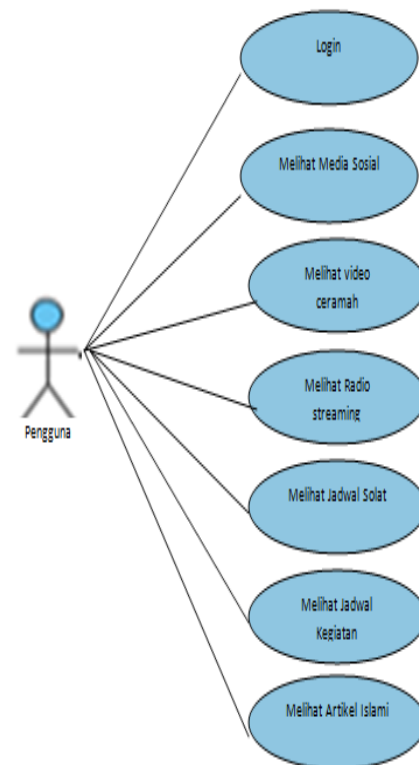 Login
Melihat Media Sosial
Melihat video
ceramah
Melihat Radio
streaming
Pengguna
Melihat Jadwal Solat
Melihat Jadwal
Kegiatan
Melihat Artikel Islami